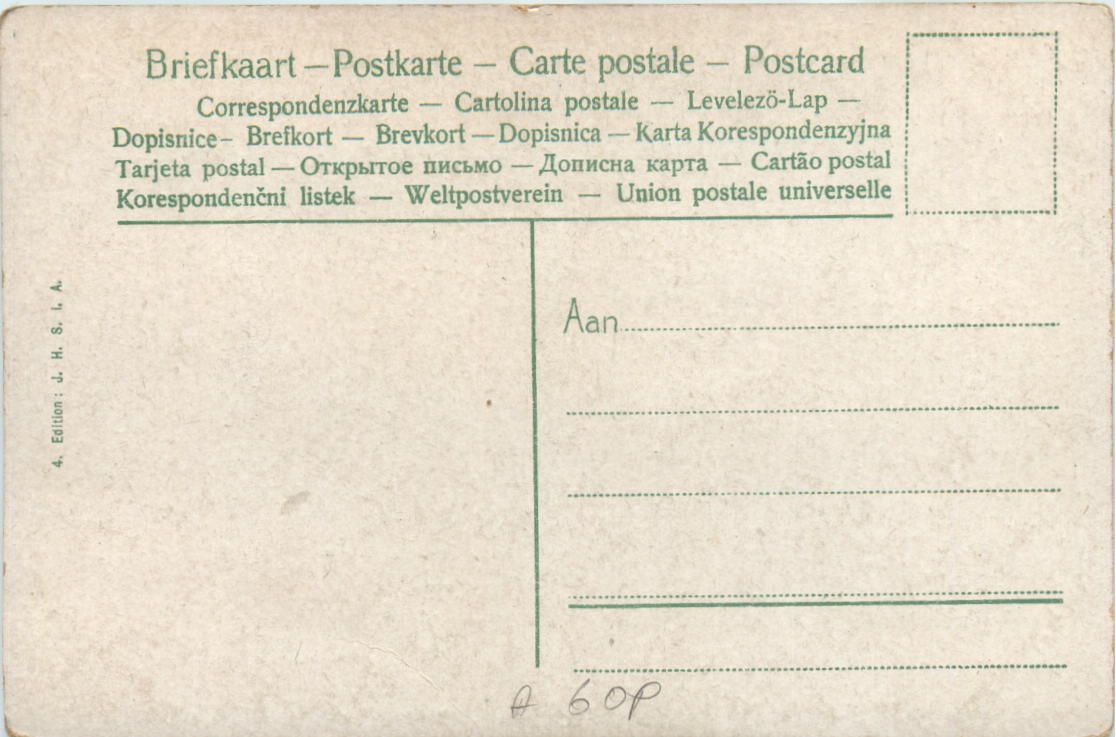 Briefkaart – Postkarte – Carte postale – Postcard
Correspondenzkarte — Cartolina postale — Levelezö-Lap —
Dopisnice– Brefkort — Brevkort — Dopisnica — Karta Korespondenzyjna
Tarjeta postal — Открытое письмо — Дописна карта — Cartão postal
Korespondenčni listek — Weltpostverein — Union postale universelle
4. Edition : J. H. S. I. A.
Aan
A 60P